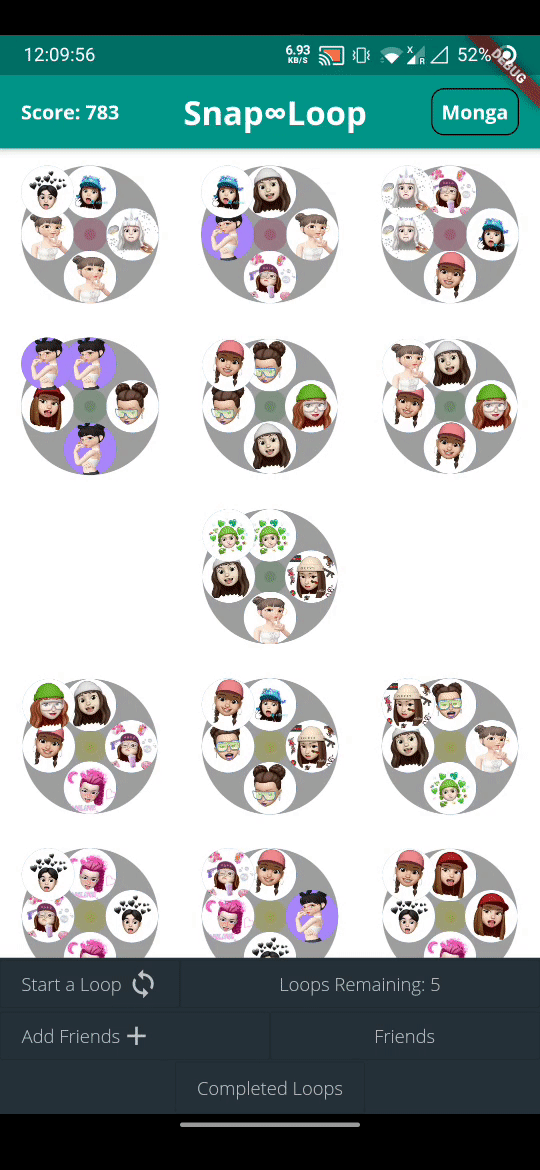 12:09:56
6.93
KB/S
X
R
52%
DEBUG
Score: 783
Snap∞Loop
Monga
Start a Loop
Loops Remaining: 5
Add Friends
Friends
Completed Loops